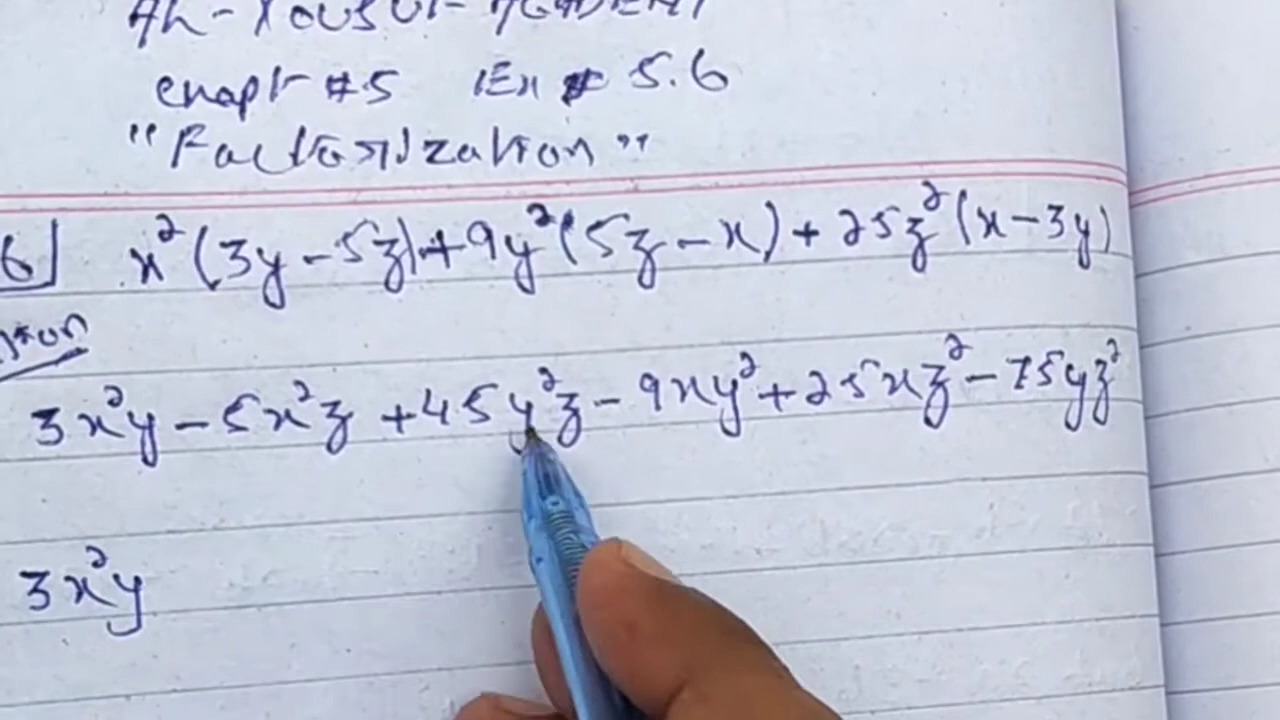 chapt #5 Ex # 5.6
"Factorization"
6] x²(3y-5z)+9y²(5z-x)+25z²(x-3y)
3x²y-5x²z+45y²z-9xy²+25xz²-75yz²
3x²y